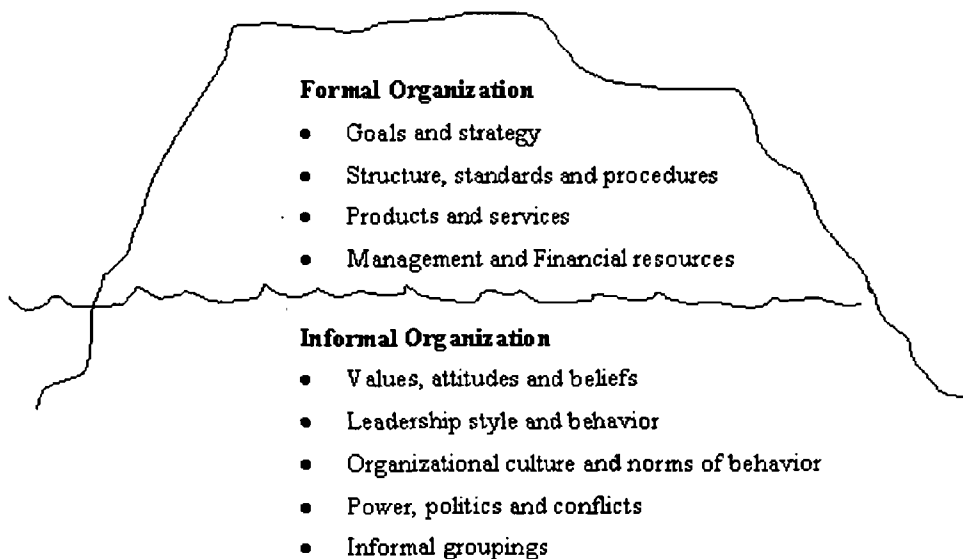 Formal Organization
• Goals and strategy
• Structure, standards and procedures
• Products and services
• Management and Financial resources
Informal Organization
• Values, attitudes and beliefs
• Leadership style and behavior
• Organizational culture and norms of behavior
• Power, politics and conflicts
• Informal groupings